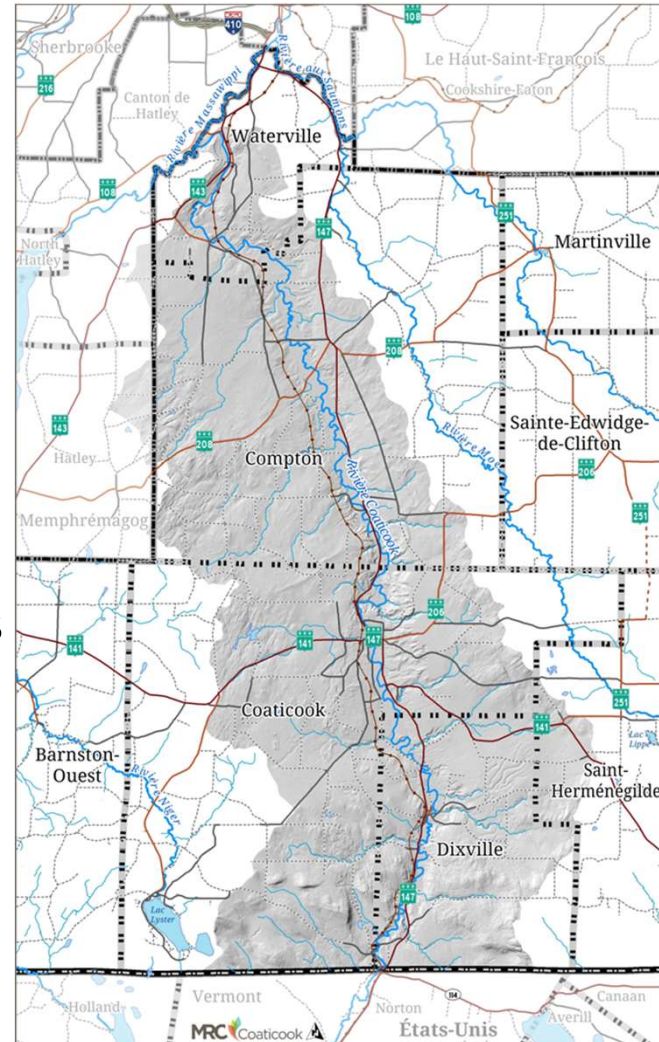 410
108
Sherbrooke
Le Haut-Saint-François
216
Cookshire-Eaton
Canton de
Hatley
Rivière Massawippi
Rivière aux saumons
Waterville
108
143
251
147
Martinville
North
Hatley
208
143
208
Hatley
Compton
Rivière Coaticook
Rivière Moe
Sainte-Edwidge-
de-Clifton
206
251
Memphrémagog
206
141
141
147
251
Coaticook
141
Lac
Lippé
Barnston-
Ouest
Rivière Niger
Saint-
Herménégilde
Dixville
147
Lac
Lyster
Vermont
Holland
Norton
114
Canaan
Averill
États-Unis
MRC Coaticook